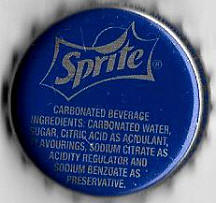 Sprite®
CARBONATED BEVERAGE
INGREDIENTS: CARBONATED WATER,
SUGAR, CITRIC ACID AS ACIDULANT,
FLAVOURINGS, SODIUM CITRATE AS
ACIDITY REGULATOR AND
SODIUM BENZOATE AS
PRESERVATIVE.